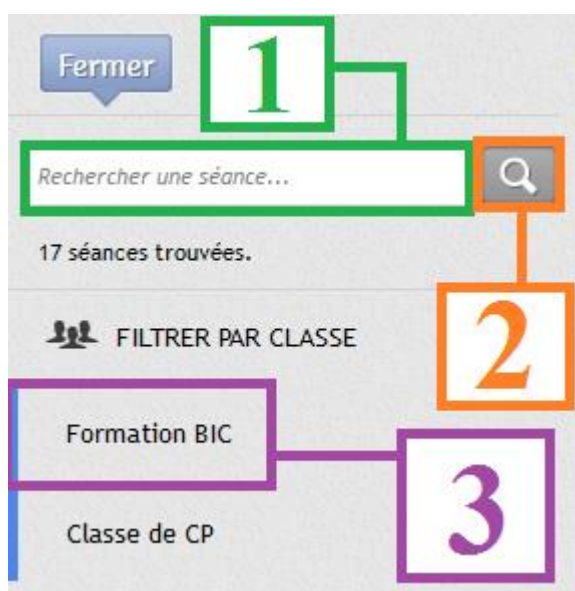 Fermer
1
Rechercher une séance...
17 séances trouvées.
2
FILTRER PAR CLASSE
Formation BIC
3
Classe de CP